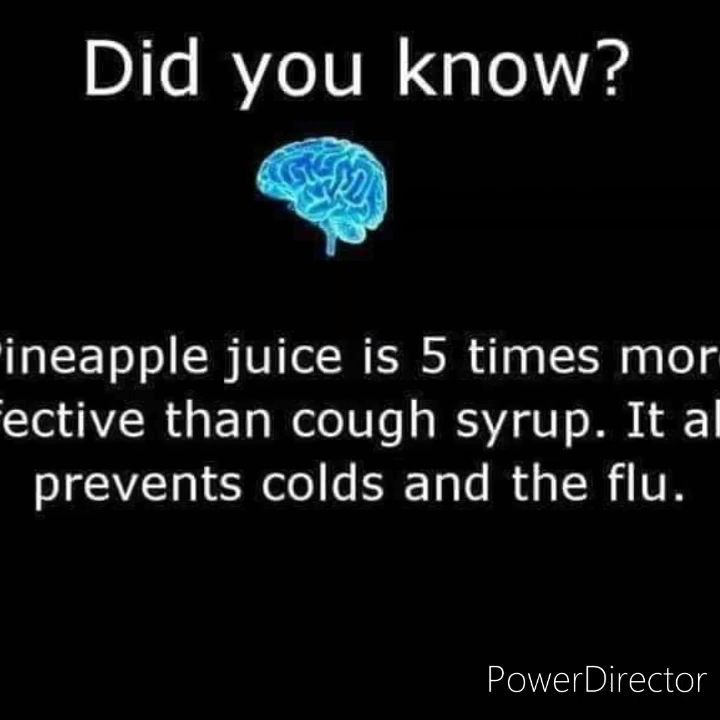 Did you know?
ineapple juice is 5 times mor
ective than cough syrup. It al
prevents colds and the flu.
PowerDirector